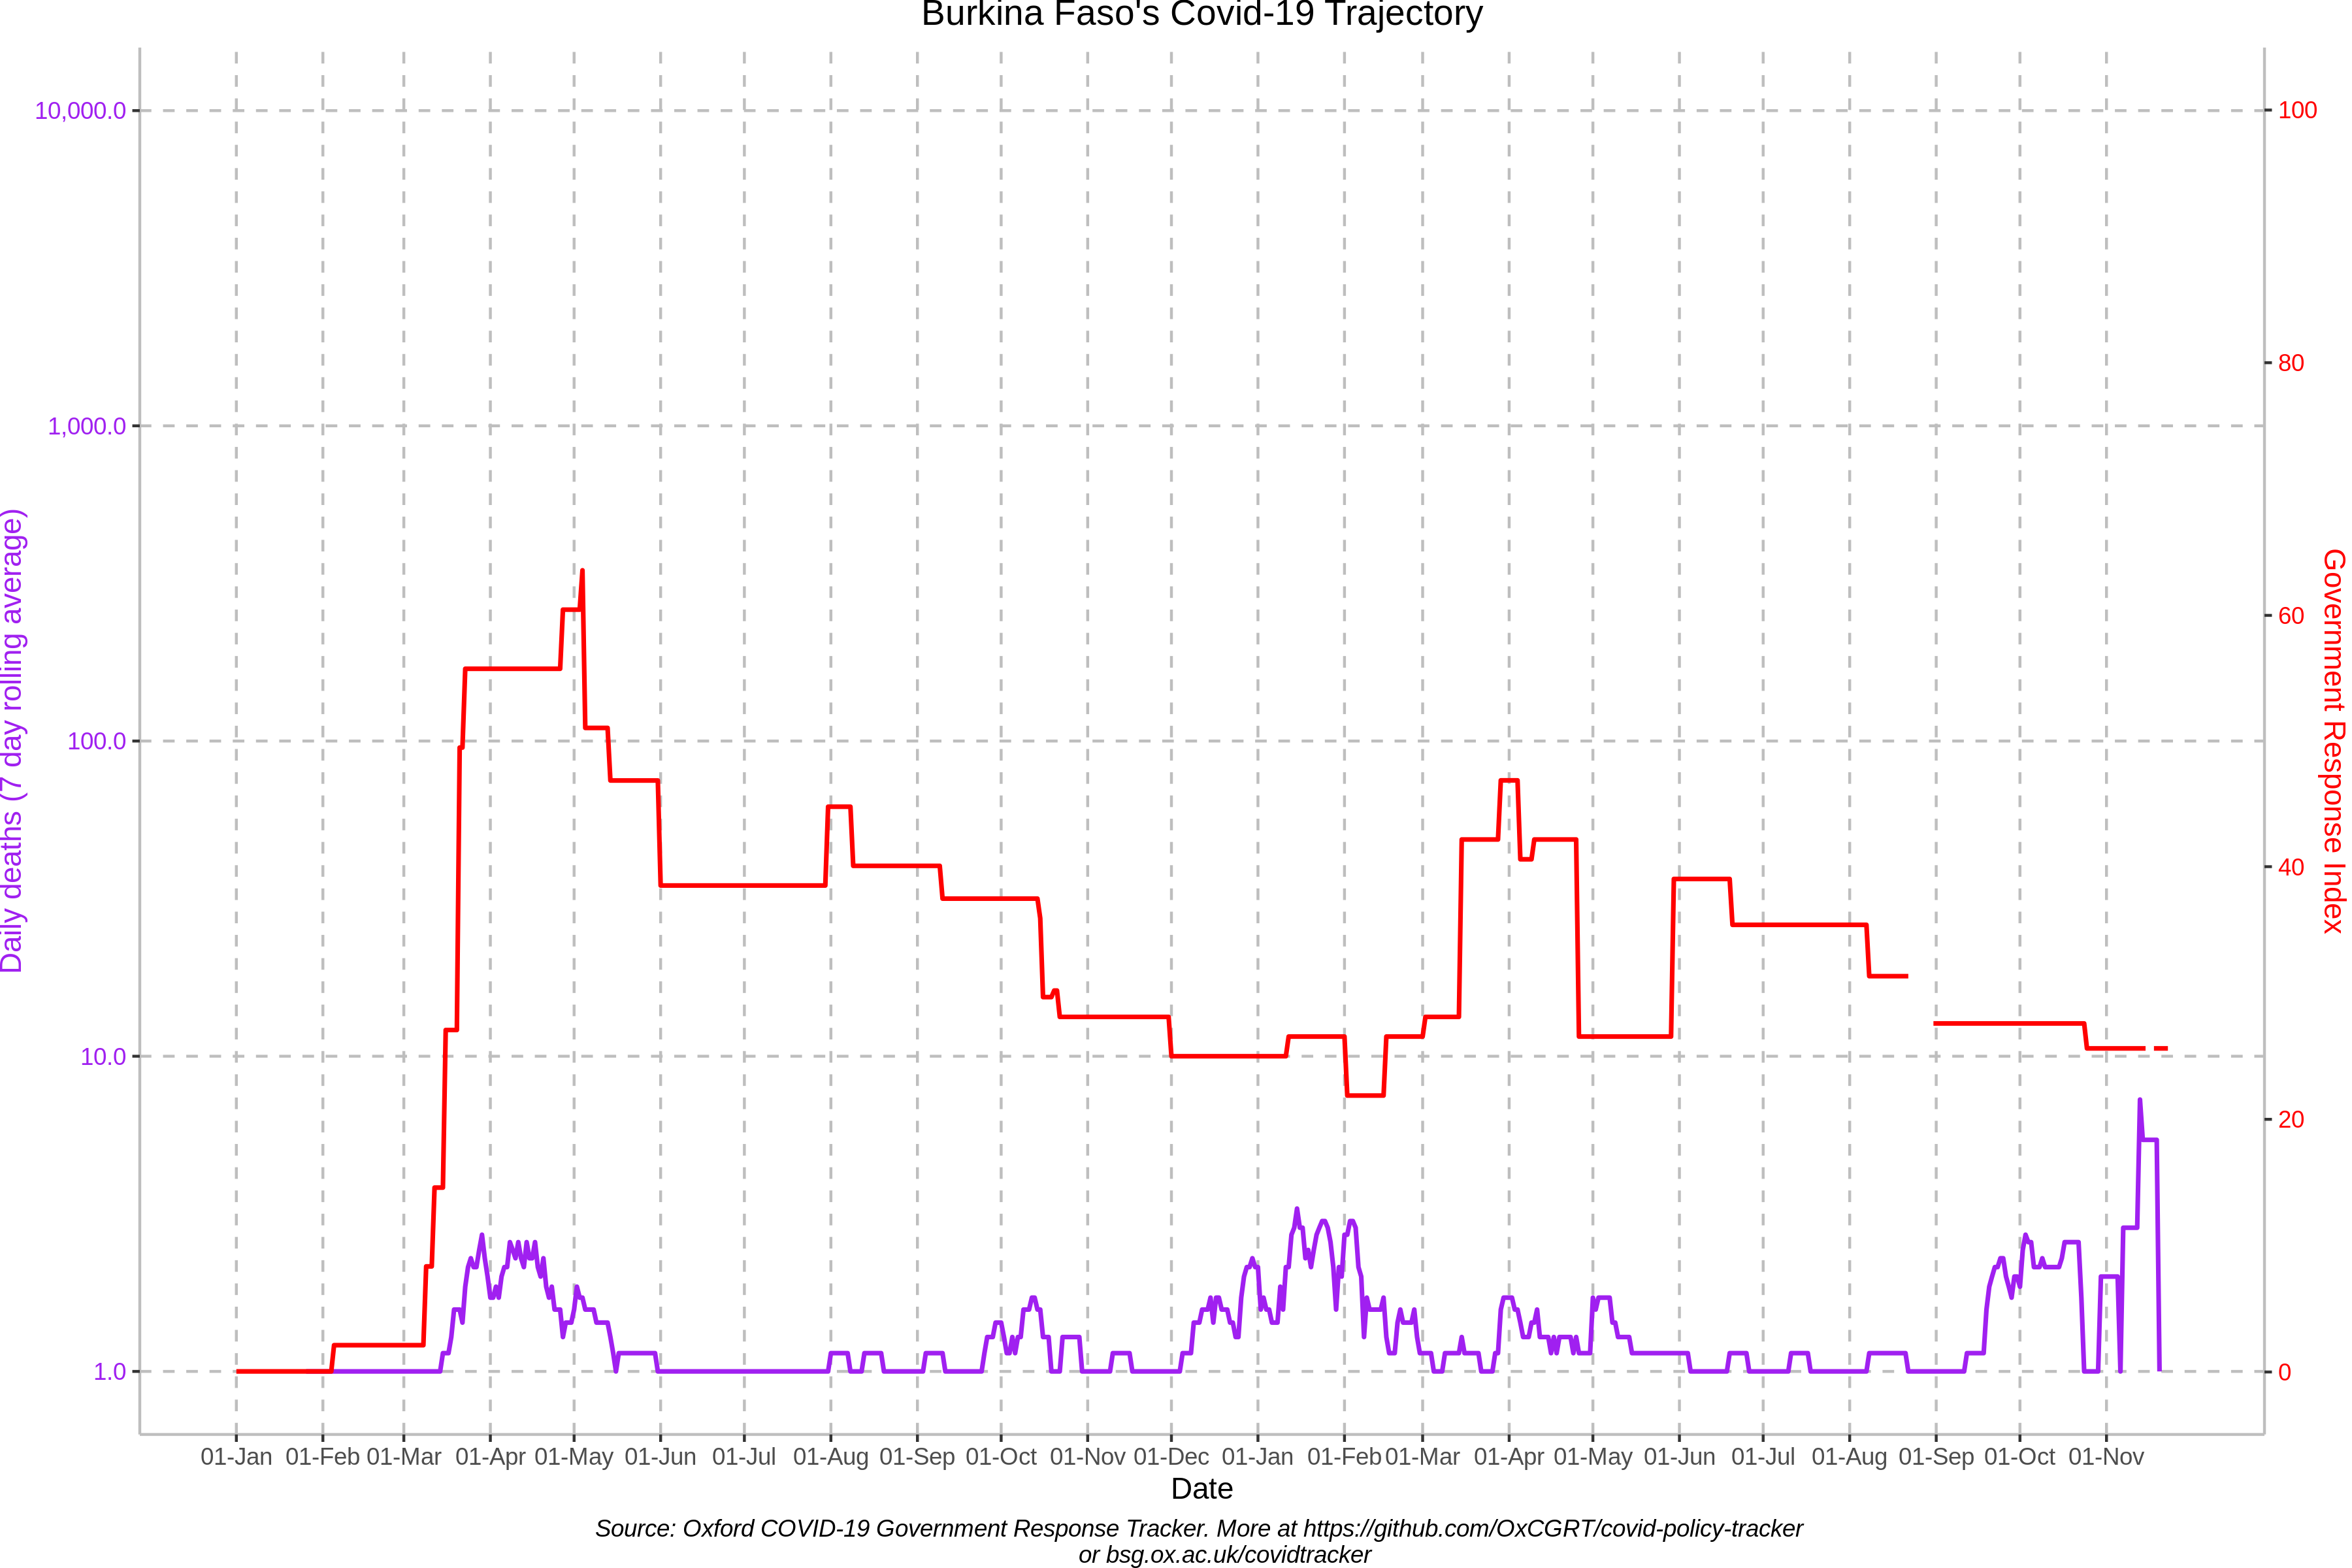 Burkina Faso's Covid-19 Trajectory
10,000.0
1,000.0
100.0
10.0
1.0
Daily deaths (7 day rolling average)
100
80
60
40
20
0
Government Response Index
01-Jan 01-Feb 01-Mar 01-Apr 01-May 01-Jun 01-Jul 01-Aug 01-Sep 01-Oct 01-Nov 01-Dec 01-Jan 01-Feb 01-Mar 01-Apr 01-May 01-Jun 01-Jul 01-Aug 01-Sep 01-Oct 01-Nov
Date
Source: Oxford COVID-19 Government Response Tracker. More at https://github.com/OxCGRT/covid-policy-tracker
or bsg.ox.ac.uk/covidtracker